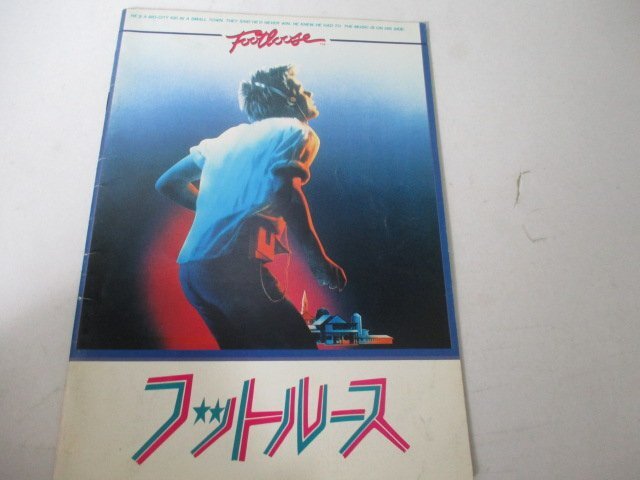 HE IS A BIG-CITY KID IN A SMALL TOWN. THEY SAID HE'D NEVER WIN. HE KNEW HE HAD TO. THE MUSIC IS ON HIS SIDE.
Footloose
フットルース